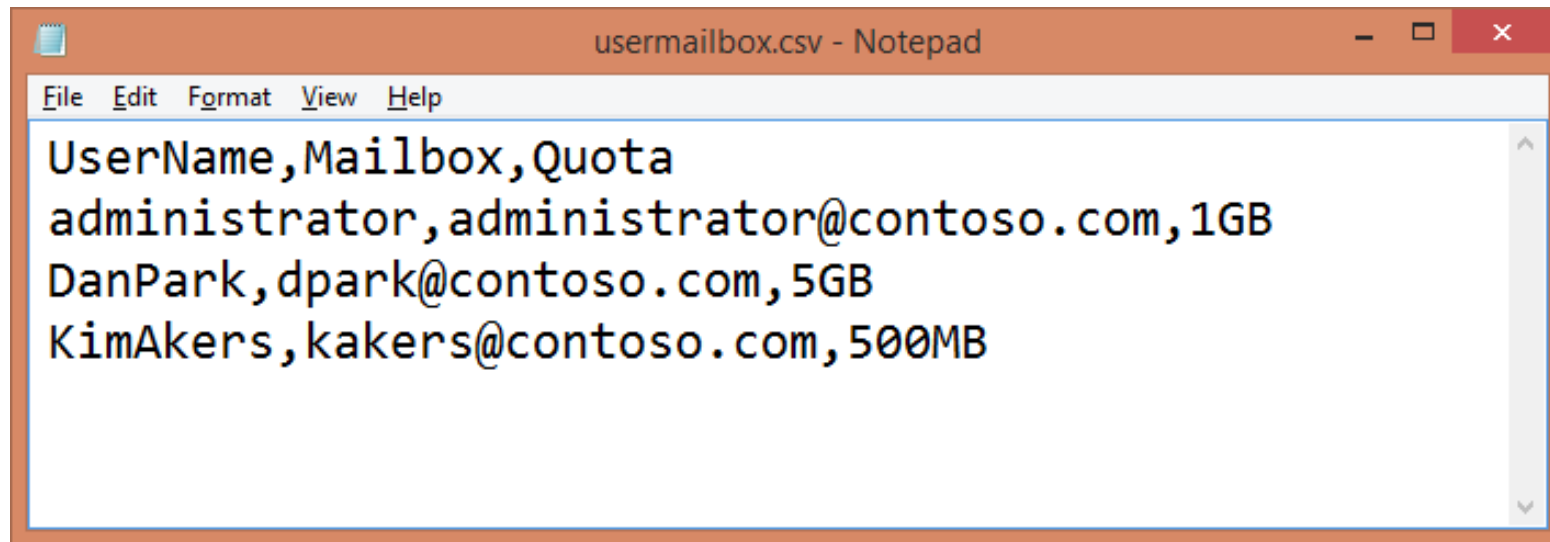 usermailbox.csv - Notepad
File Edit Format View Help
UserName,Mailbox,Quota
administrator,administrator@contoso.com,1GB
DanPark,dpark@contoso.com,5GB
KimAkers,kakers@contoso.com,500MB